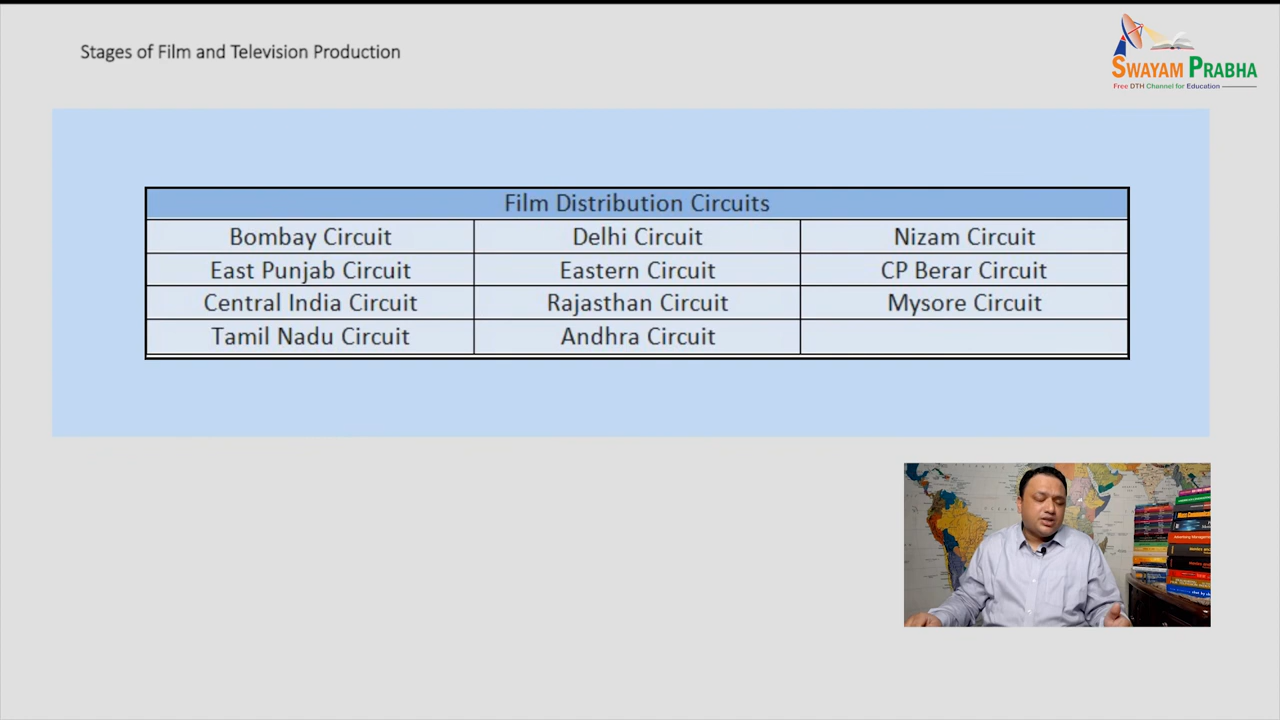 Stages of Film and Television Production
SWAYAM PRABHA
Free DTH Channel for Education
Film Distribution Circuits
Bombay Circuit Delhi Circuit Nizam Circuit
East Punjab Circuit Eastern Circuit CP Berar Circuit
Central India Circuit Rajasthan Circuit Mysore Circuit
Tamil Nadu Circuit Andhra Circuit